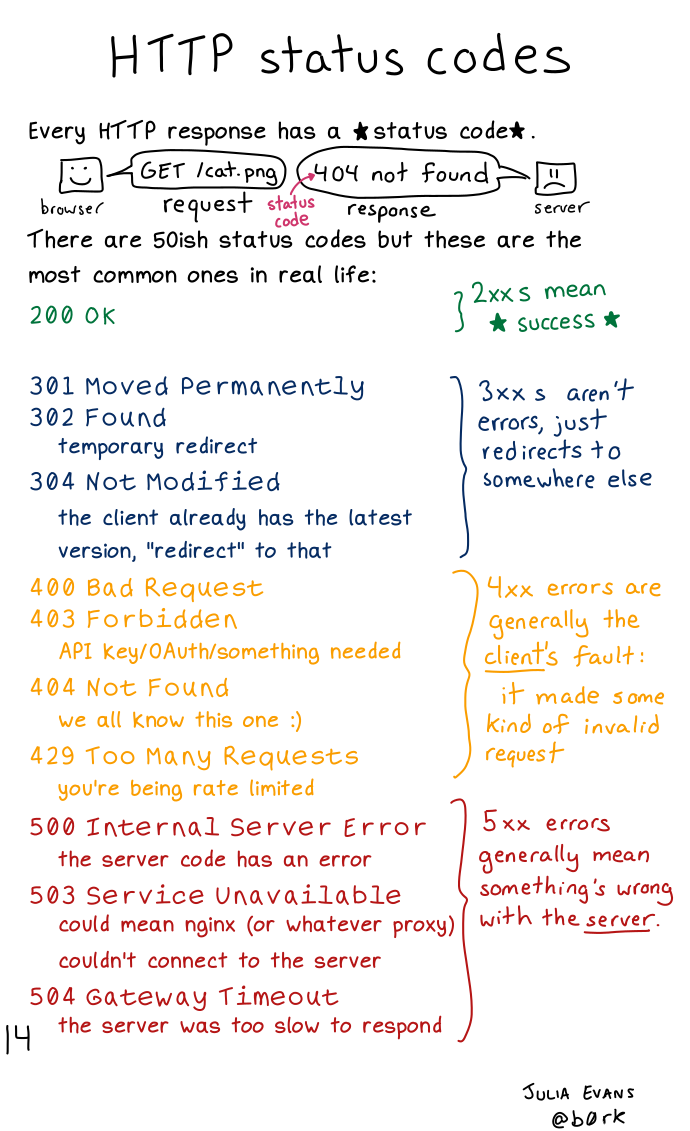 HTTP status codes
Every HTTP response has a ★status code★.
GET /cat.png
404 not found
browser
request
status
code
response
server
There are 50ish status codes but these are the
most common ones in real life:
200 OK
2xxs mean
★ success ★
301 Moved Permanently
302 Found
temporary redirect
304 Not Modified
the client already has the latest
version, "redirect" to that
3xxs aren't
errors, just
redirects to
somewhere else
400 Bad Request
403 Forbidden
API key/OAuth/something needed
404 Not Found
we all know this one :)
429 Too Many Requests
you're being rate limited
4xx errors are
generally the
client's fault:
it made some
kind of invalid
request
500 Internal Server Error
the server code has an error
503 Service Unavailable
could mean nginx (or whatever proxy)
couldn't connect to the server
504 Gateway Timeout
the server was too slow to respond
5xx errors
generally mean
something's wrong
with the server.
14
JULIA EVANS
@b0rk